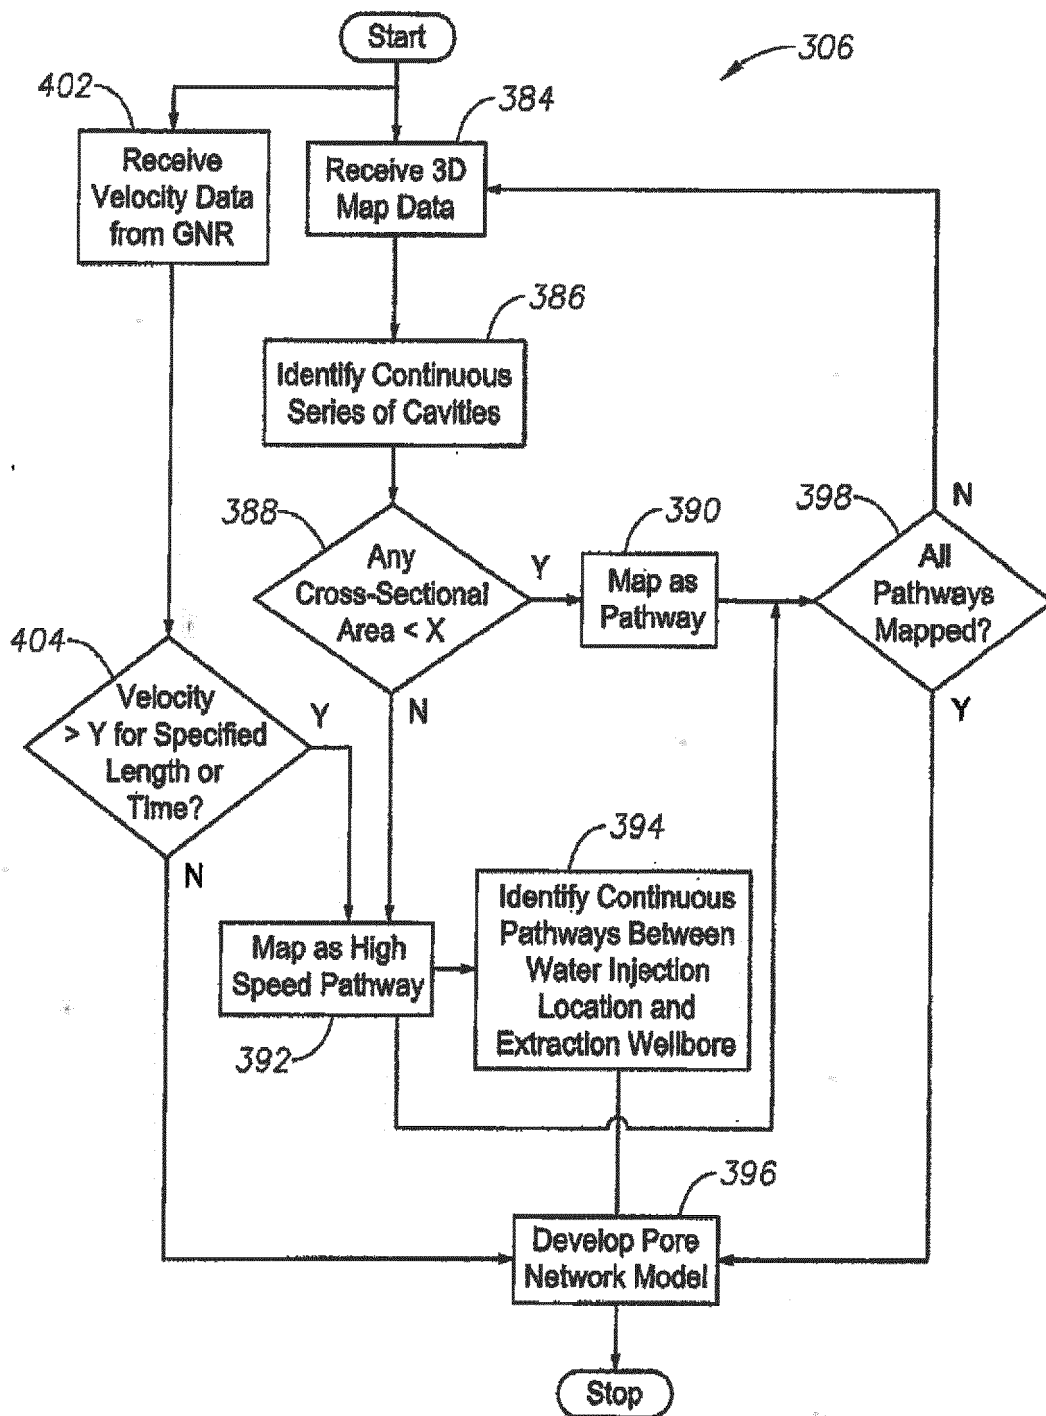 Start
306
402
384
Receive
Velocity Data
from GNR
Receive 3D
Map Data
386
Identify Continuous
Series of Cavities
388
Any
Cross-Sectional
Area < X
Y
N
390
Map as
Pathway
398
All
Pathways
Mapped?
N
Y
404
Velocity
> Y for Specified
Length or
Time?
Y
N
Map as High
Speed Pathway
392
394
Identify Continuous
Pathways Between
Water Injection
Location and
Extraction Wellbore
396
Develop Pore
Network Model
Stop